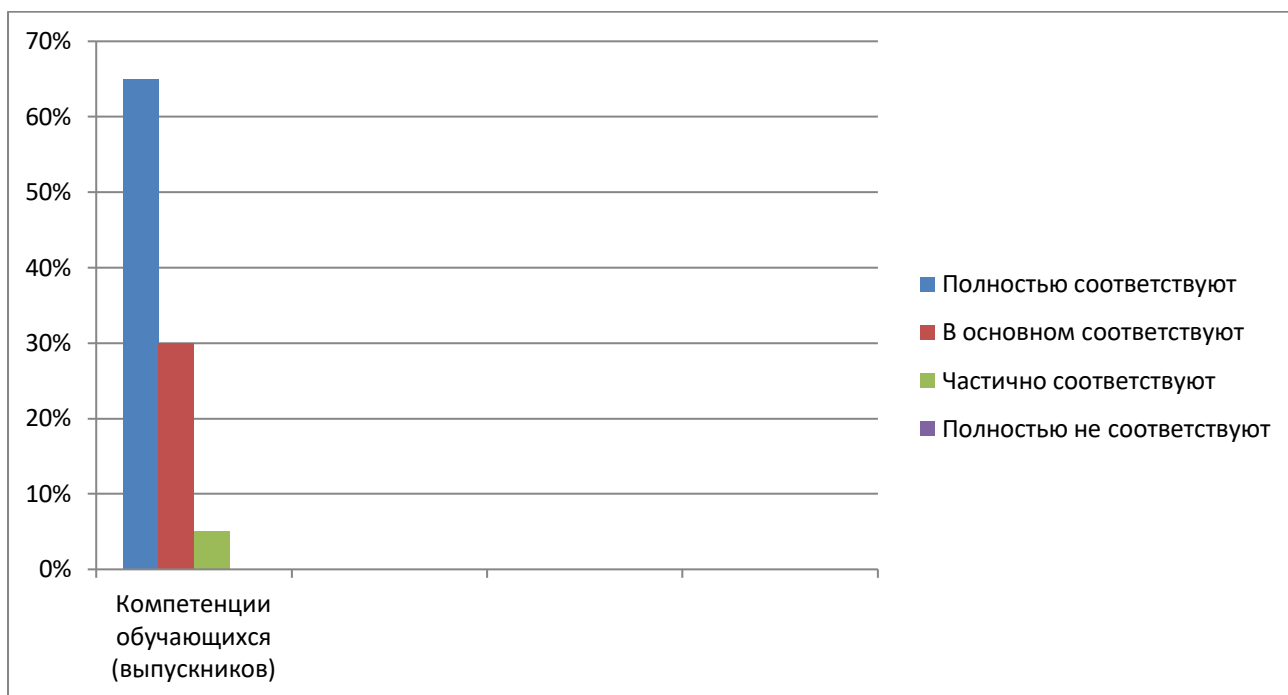 70%
60%
50%
40%
30%
20%
10%
0%
Компетенции
обучающихся
(выпускников)
Полностью соответствуют
В основном соответствуют
Частично соответствуют
Полностью не соответствуют